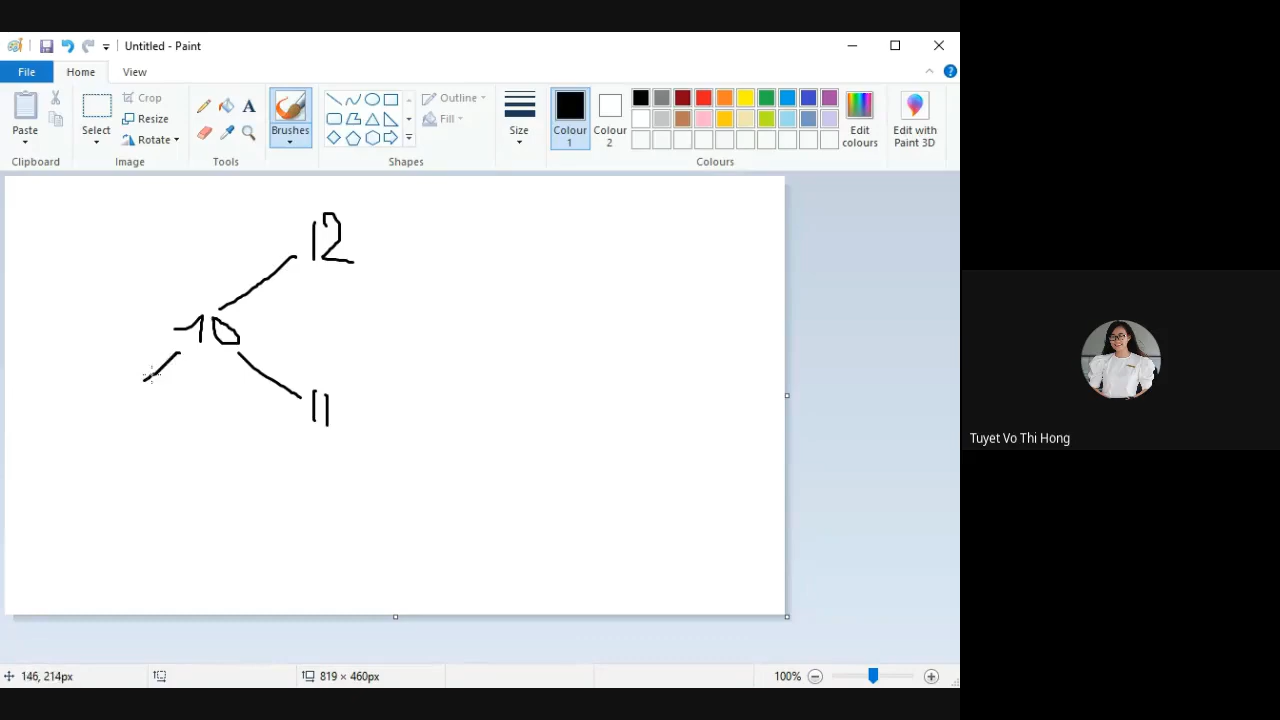 Untitled - Paint
File
Home
View
Paste
Clipboard
Select
Crop
Resize
Rotate
Image
Tools
Brushes
Shapes
Outline
Fill
Size
Colour 1
Colour 2
Edit colours
Colours
Edit with Paint 3D
12
10
11
Tuyet Vo Thi Hong
146, 214px
819 × 460px
100%